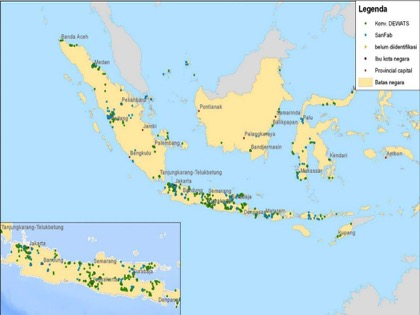 Legenda
Konv. DEWATS
SanFab
belum diidentifikasi
Ibu kota negara
Provincial capital
Batas negara
Banda Aceh
Medan
Pekanbaru
Padang
Jambi
Palembang
Bengkulu
Tanjungkarang-Telukbetung
Jakarta
Bandung
Semarang
Surabaya
Denpasar
Mataram
Kupang
Pontianak
Samarinda
Balikpapan
Palangkaraya
Banjermasin
Palu
Kendari
Makassar
Ambon
Tanjungkarang-Telukbetung
Jakarta
Bandung
Semarang
Surabaya
Denpasar